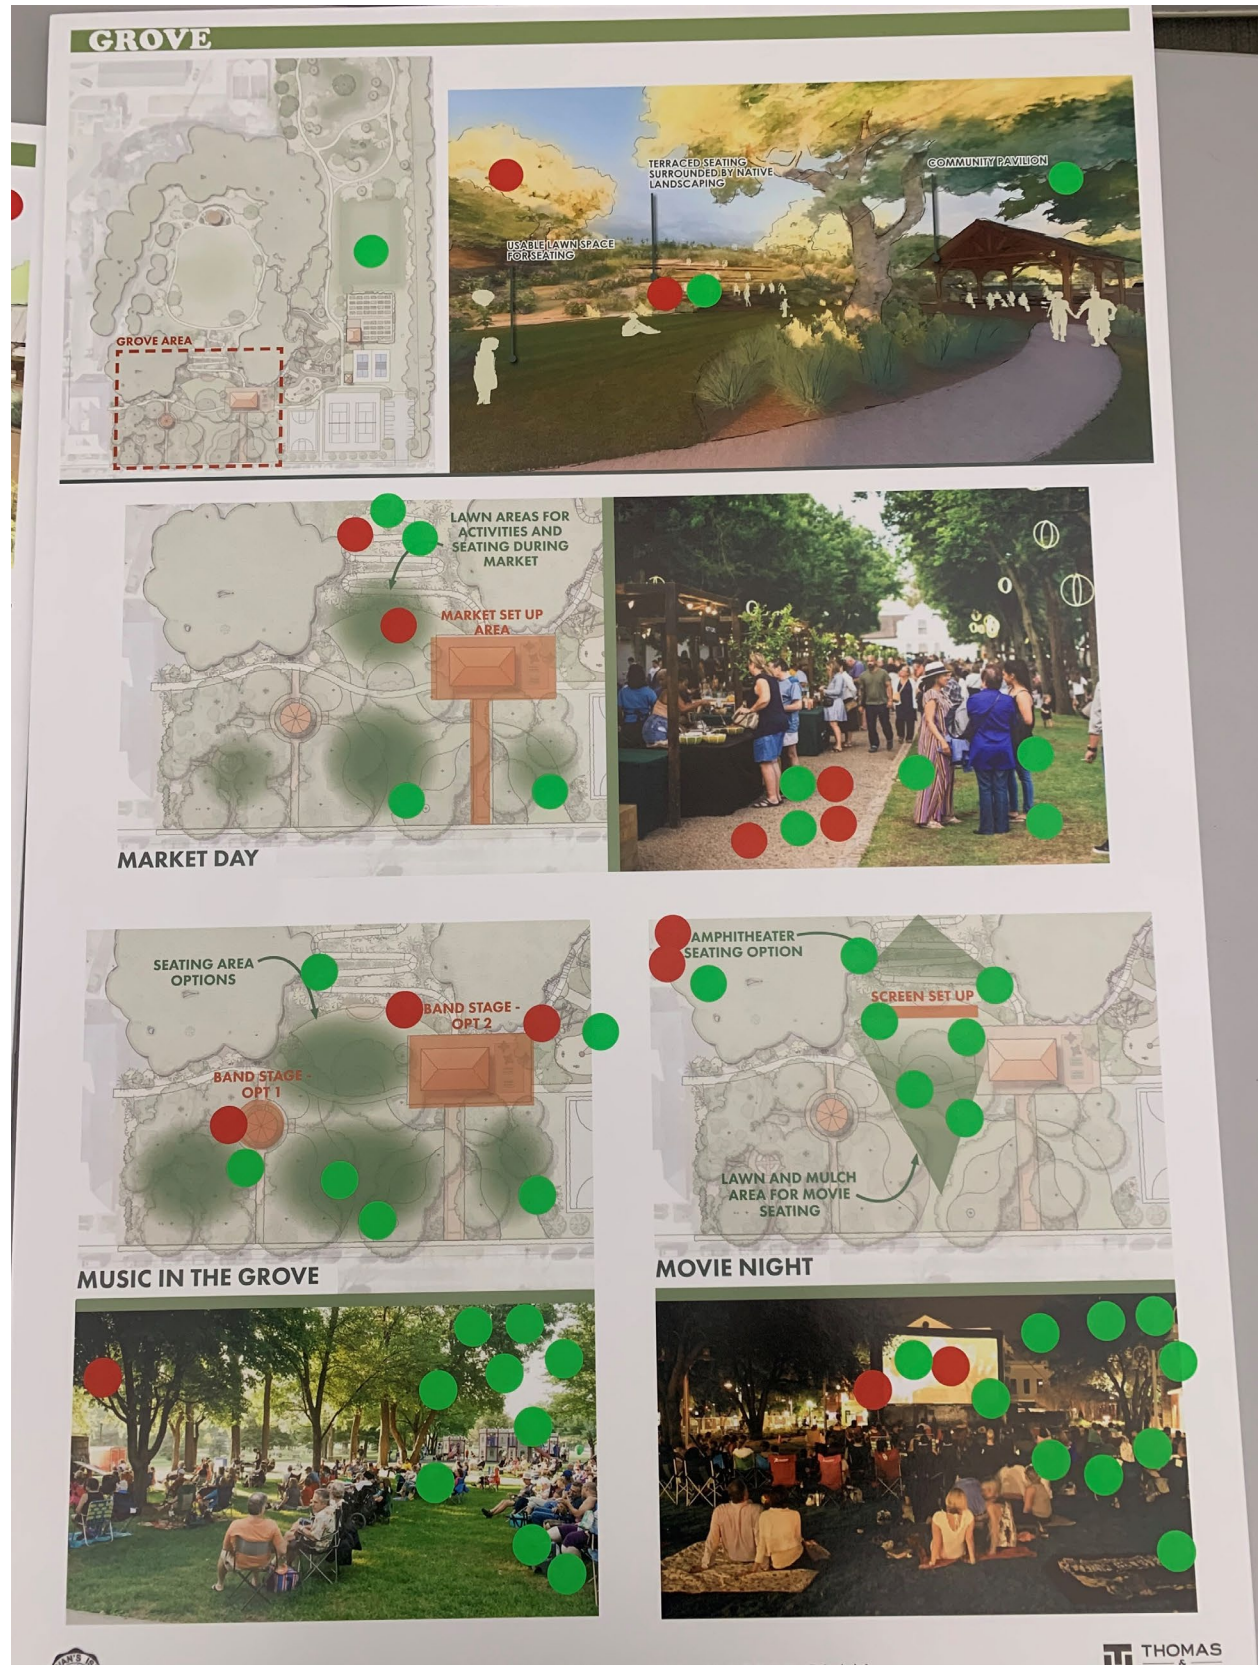 GROVE
GROVE AREA
USABLE LAWN SPACE
FOR SEATING
TERRACED SEATING
SURROUNDED BY NATIVE
LANDSCAPING
COMMUNITY PAVILION
LAWN AREAS FOR
ACTIVITIES AND
SEATING DURING
MARKET
MARKET SET UP
AREA
MARKET DAY
SEATING AREA
OPTIONS
BAND STAGE -
OPT 2
BAND STAGE -
OPT 1
MUSIC IN THE GROVE
AMPHITHEATER
SEATING OPTION
SCREEN SET UP
LAWN AND MULCH
AREA FOR MOVIE
SEATING
MOVIE NIGHT
THOMAS
&